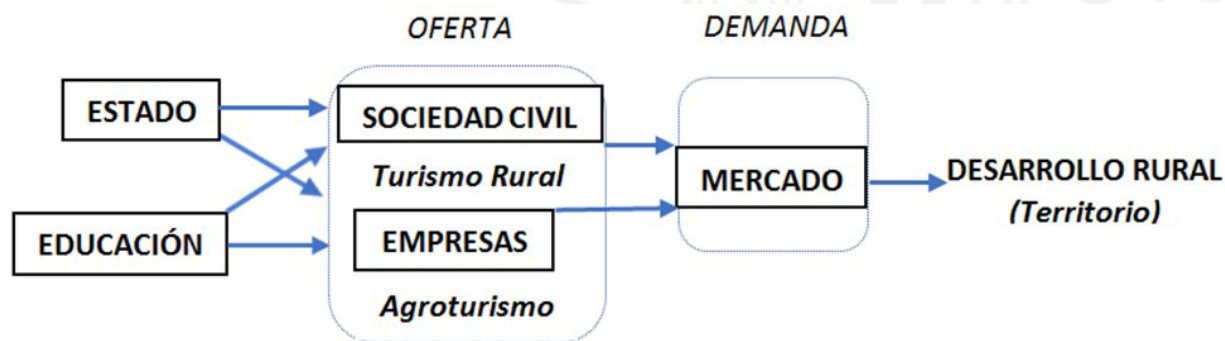 OFERTA
DEMANDA
ESTADO
SOCIEDAD CIVIL
Turismo Rural
MERCADO
DESARROLLO RURAL
(Territorio)
EDUCACIÓN
EMPRESAS
Agroturismo